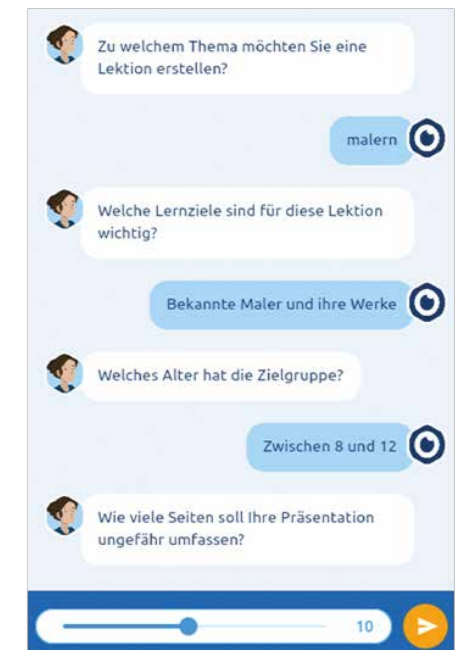 Zu welchem Thema möchten Sie eine
Lektion erstellen?
malern
Welche Lernziele sind für diese Lektion
wichtig?
Bekannte Maler und ihre Werke
Welches Alter hat die Zielgruppe?
Zwischen 8 und 12
Wie viele Seiten soll Ihre Präsentation
ungefähr umfassen?
10